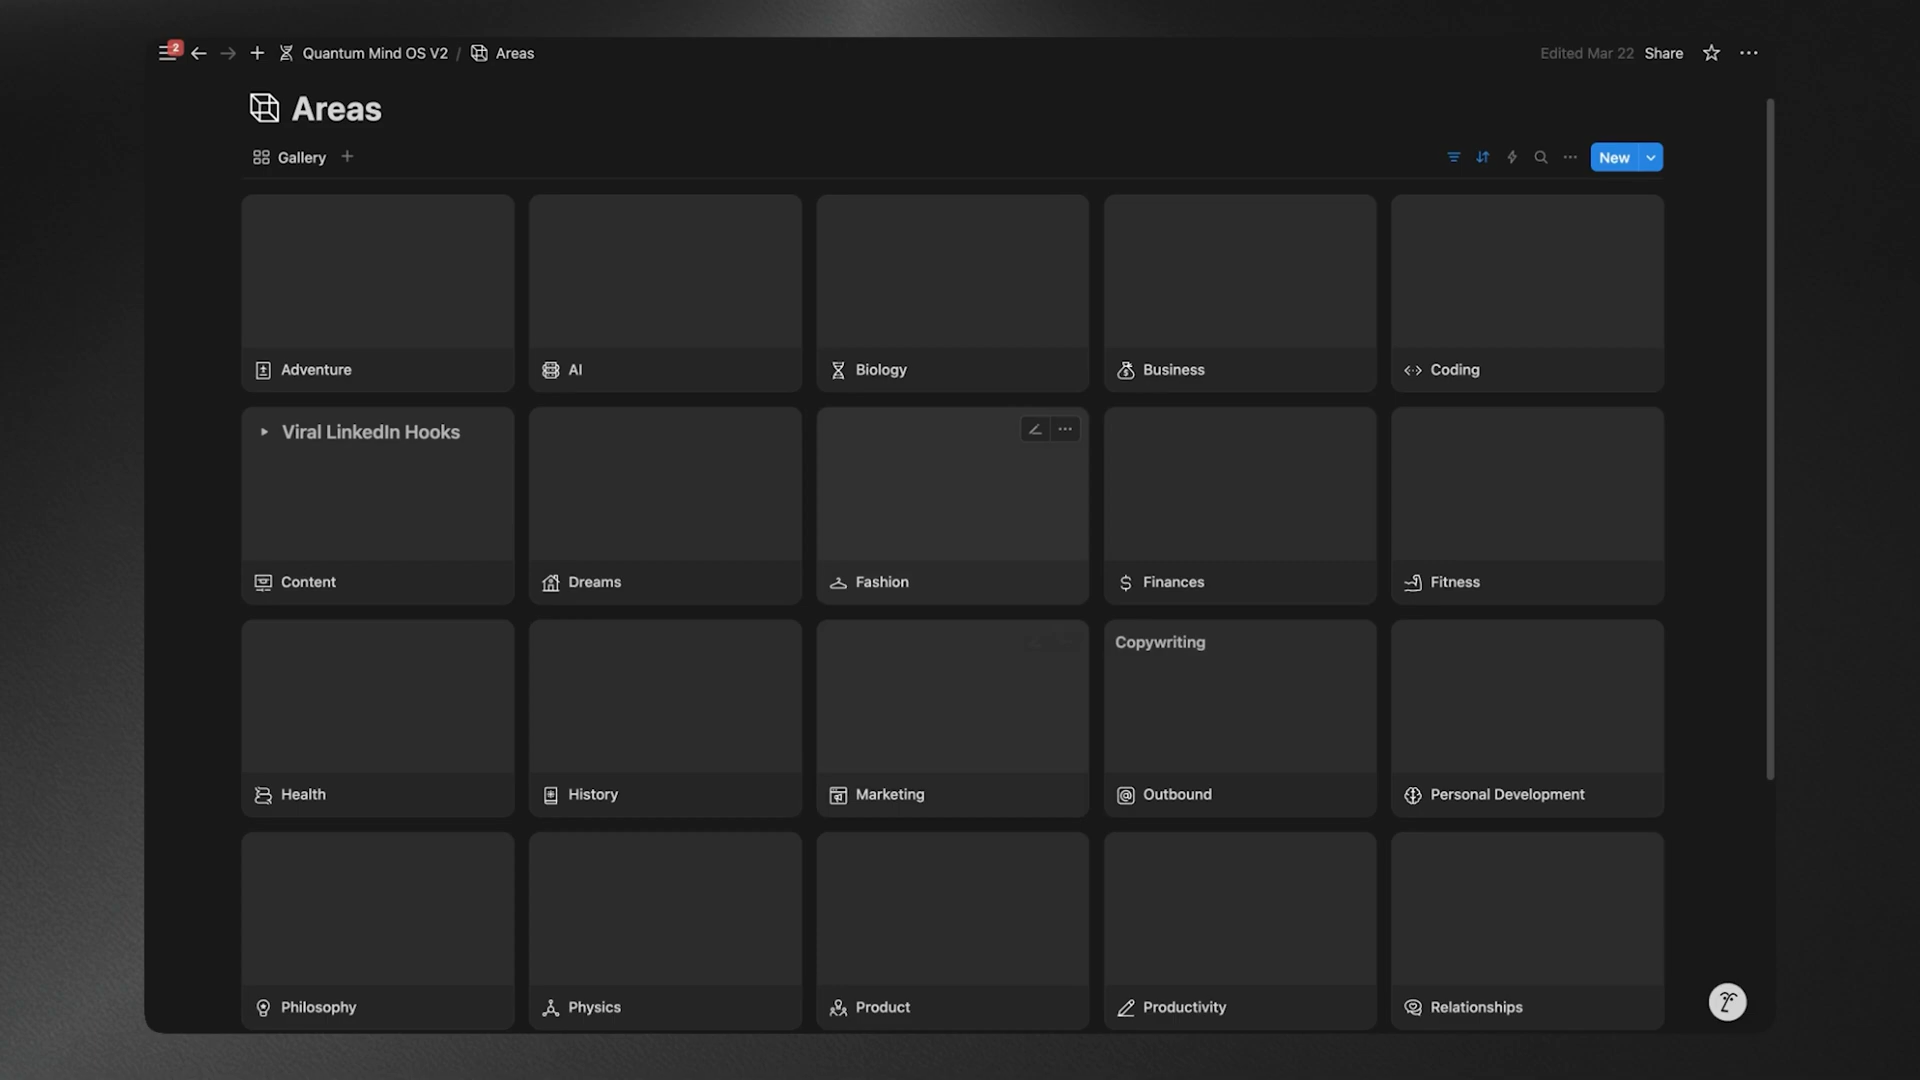 2
Quantum Mind OS V2 / Areas
Edited Mar 22 Share
Areas
Gallery
New
Adventure
AI
Biology
Business
Coding
Viral LinkedIn Hooks
Content
Dreams
Fashion
Finances
Fitness
Copywriting
Health
History
Marketing
Outbound
Personal Development
Philosophy
Physics
Product
Productivity
Relationships